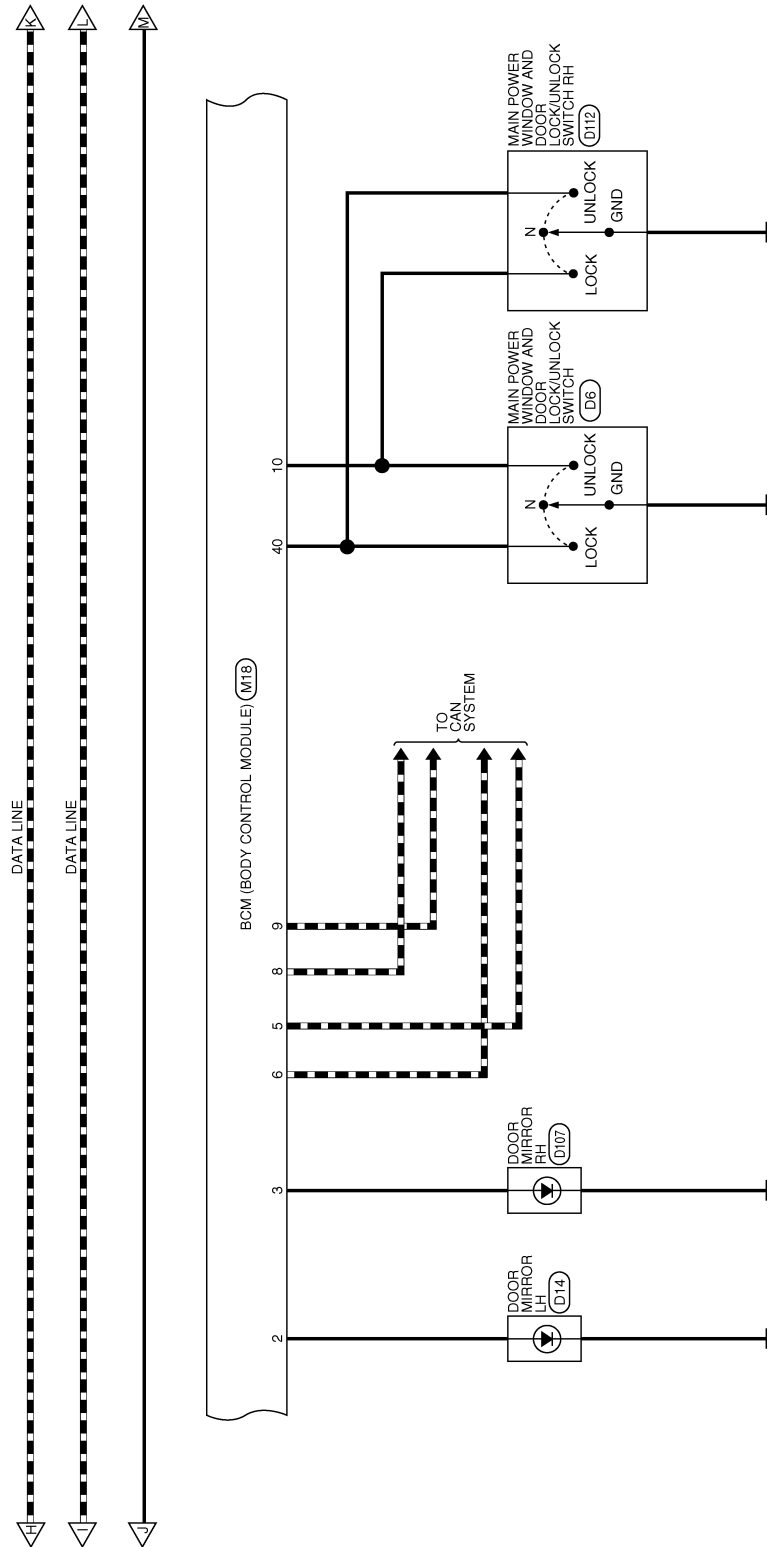 H
K
DATA LINE
I
L
DATA LINE
J
M
BCM (BODY CONTROL MODULE)
M18
2
3
6
5
8
9
40
10
TO
CAN
SYSTEM
DOOR
MIRROR
LH
D14
DOOR
MIRROR
RH
D107
MAIN POWER
WINDOW AND
DOOR
LOCK/UNLOCK
SWITCH
D6
N
LOCK
UNLOCK
GND
MAIN POWER
WINDOW AND
DOOR
LOCK/UNLOCK
SWITCH RH
D112
N
LOCK
UNLOCK
GND